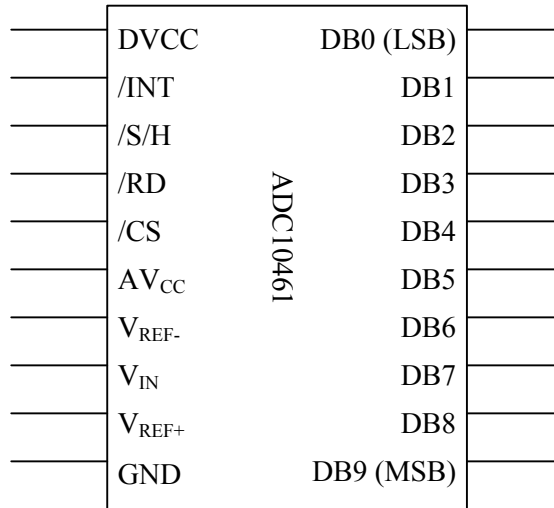 DVCC
/INT
/S/H
/RD
/CS
AVCC
VREF-
VIN
VREF+
GND
ADC10461
DB0 (LSB)
DB1
DB2
DB3
DB4
DB5
DB6
DB7
DB8
DB9 (MSB)